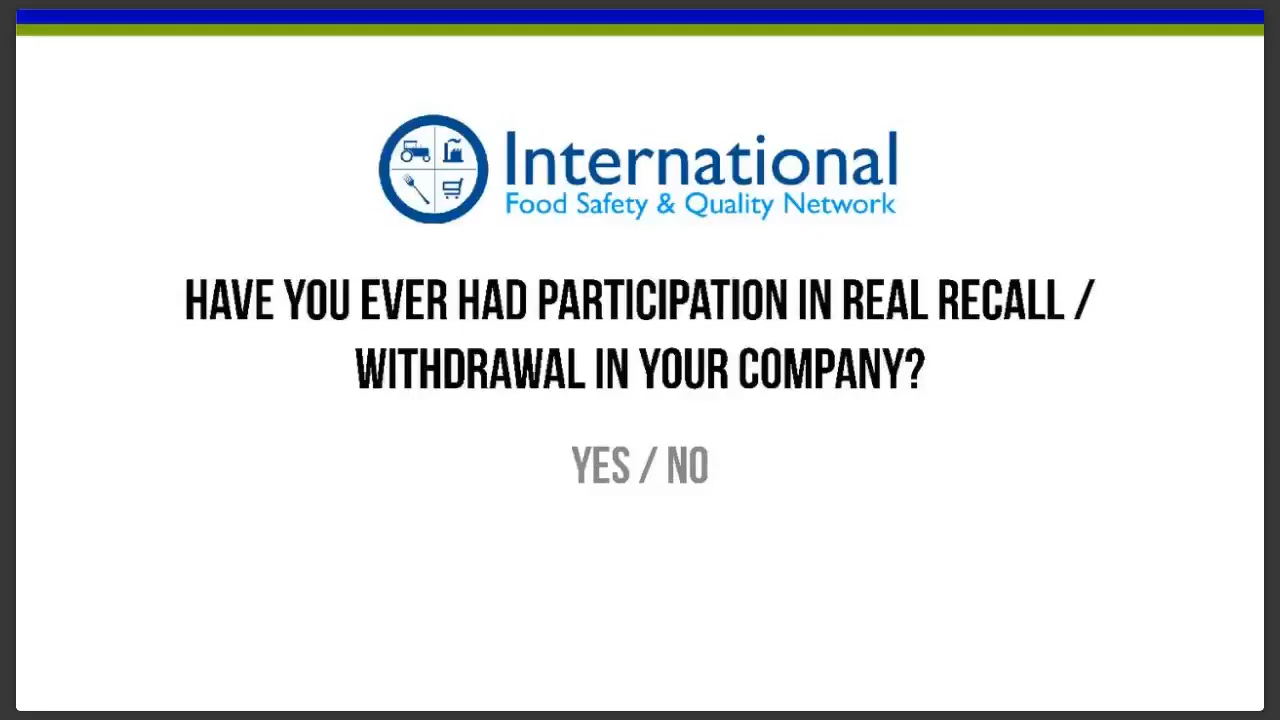 International
Food Safety & Quality Network
HAVE YOU EVER HAD PARTICIPATION IN REAL RECALL /
WITHDRAWAL IN YOUR COMPANY?
YES / NO